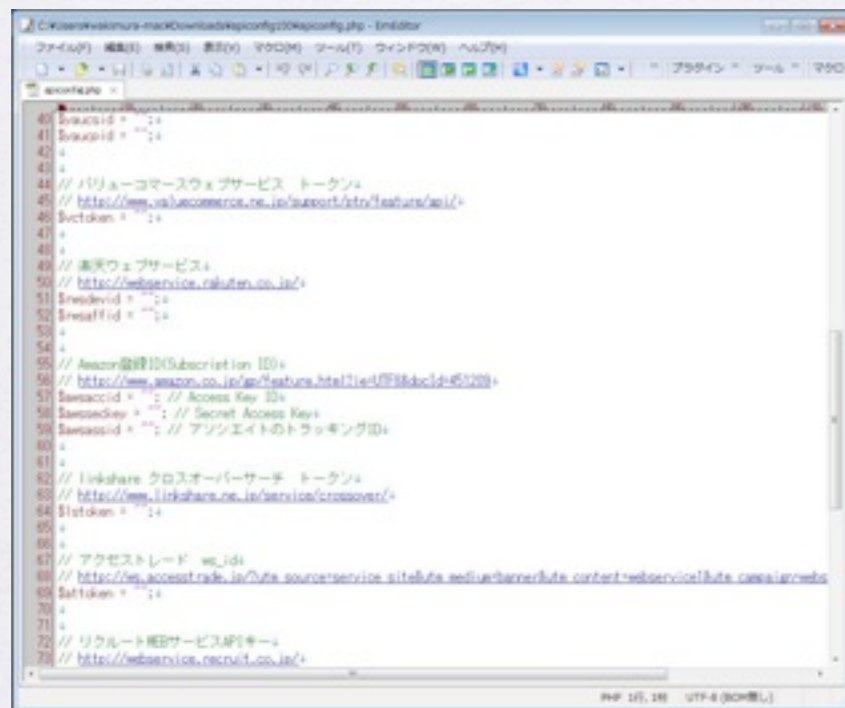 C:¥Users¥wakimura-mac¥Downloads¥apiconfig100¥apiconfig.php - EmEditor
ファイル(F) 編集(E) 検索(S) 表示(V) マクロ(M) ツール(T) ウィンドウ(W) ヘルプ(H)
プラグイン ツール マクロ
apiconfig.php
40 $yaucsid = "";↓
41 $yaucpid = "";↓
42 ↓
43 ↓
44 // バリューコマースウェブサービス トークン↓
45 // http://www.valuecommerce.ne.jp/support/ptn/feature/api/↓
46 $vctoken = "";↓
47 ↓
48 ↓
49 // 楽天ウェブサービス↓
50 // http://webservice.rakuten.co.jp/↓
51 $rwsdevid = "";↓
52 $rwsaffid = "";↓
53 ↓
54 ↓
55 // Amazon登録ID(Subscription ID)↓
56 // http://www.amazon.co.jp/gp/feature.html?ie=UTF8&docId=451209↓
57 $awsaccid = ""; // Access Key ID↓
58 $awsseckey = ""; // Secret Access Key↓
59 $awsassid = ""; // アソシエイトのトラッキングID↓
60 ↓
61 ↓
62 // linkshare クロスオーバーサーチ トークン↓
63 // http://www.linkshare.ne.jp/service/crossover/↓
64 $lstoken = "";↓
65 ↓
66 ↓
67 // アクセストレード ws_id↓
68 // http://ws.accesstrade.jp/?utm_source=service_site&utm_medium=banner&utm_content=webservice1&utm_campaign=webs
69 $attoken = "";↓
70 ↓
71 ↓
72 // リクルートWEBサービスAPIキー↓
73 // http://webservice.recruit.co.jp/↓
PHP 1行, 1桁 UTF-8 (BOM無し)